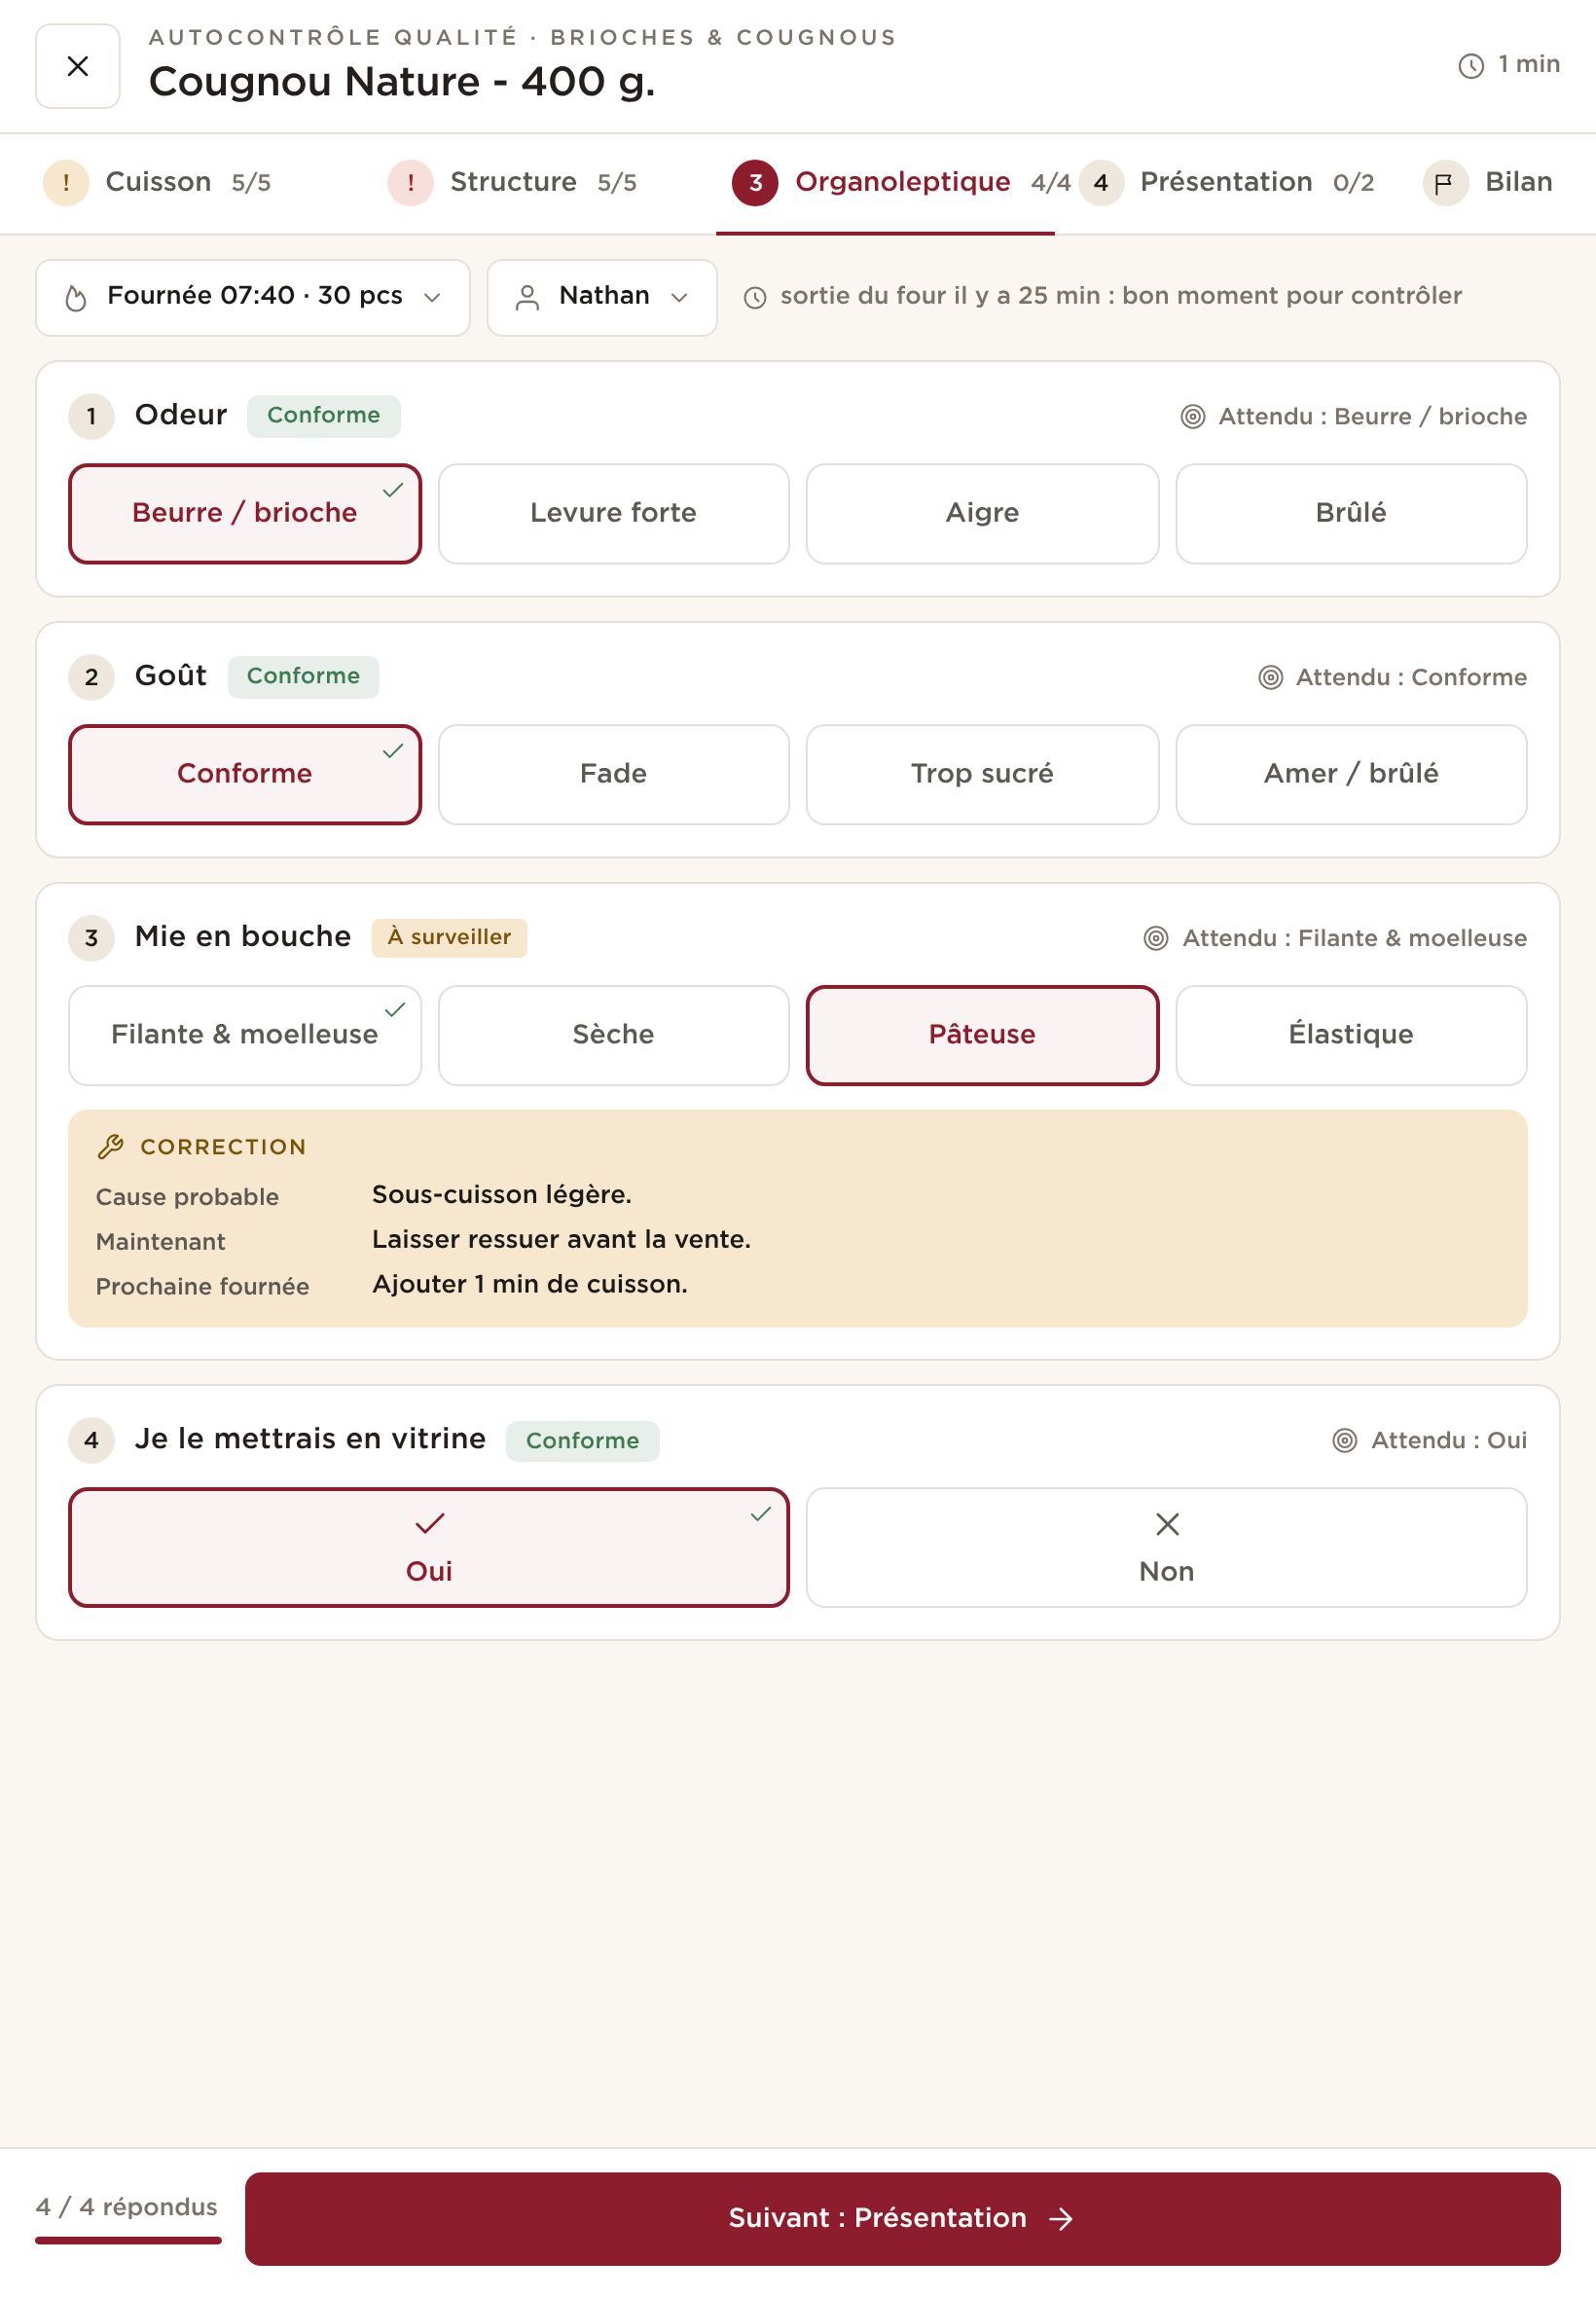 AUTOCONTRÔLE QUALITÉ · BRIOCHES & COUGNOUS
Cougnou Nature - 400 g.
1 min
! Cuisson 5/5
! Structure 5/5
3 Organoleptique 4/4
4 Présentation 0/2
Bilan
Fournée 07:40 · 30 pcs
Nathan
sortie du four il y a 25 min : bon moment pour contrôler
1 Odeur Conforme
Attendu : Beurre / brioche
Beurre / brioche
Levure forte
Aigre
Brûlé
2 Goût Conforme
Attendu : Conforme
Conforme
Fade
Trop sucré
Amer / brûlé
3 Mie en bouche À surveiller
Attendu : Filante & moelleuse
Filante & moelleuse
Sèche
Pâteuse
Élastique
CORRECTION
Cause probable Sous-cuisson légère.
Maintenant Laisser ressuer avant la vente.
Prochaine fournée Ajouter 1 min de cuisson.
4 Je le mettrais en vitrine Conforme
Attendu : Oui
Oui
Non
4 / 4 répondus
Suivant : Présentation